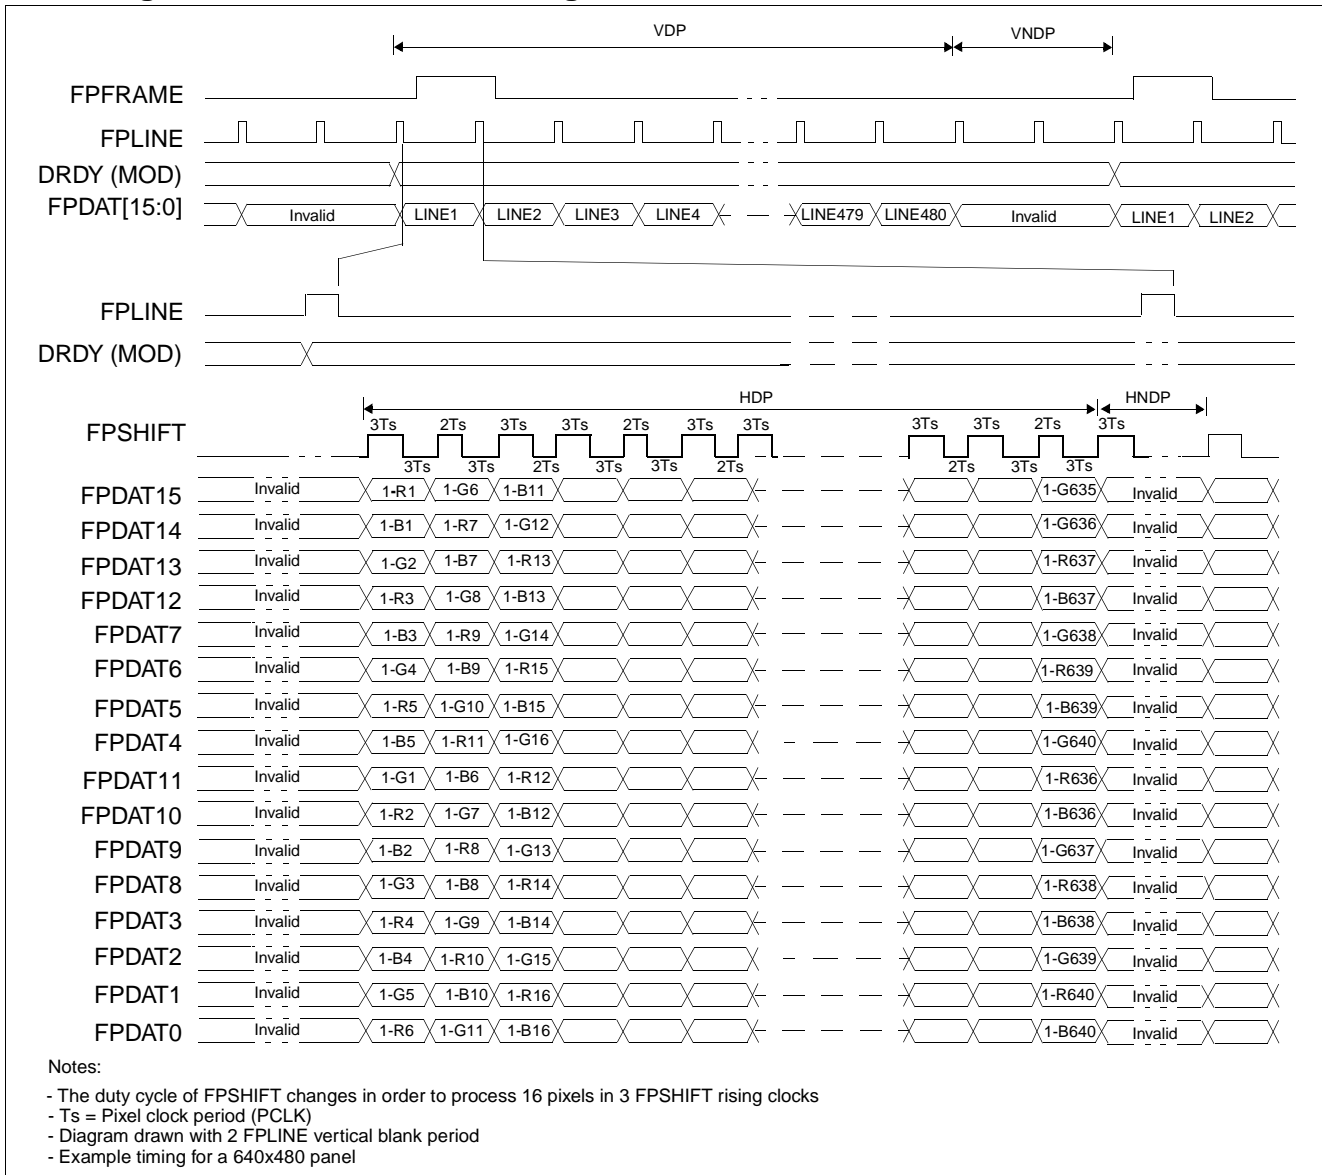 VDP VNDP
FPFRAME
FPLINE
DRDY (MOD)
FPDAT[15:0] Invalid LINE1 LINE2 LINE3 LINE4 LINE479 LINE480 Invalid LINE1 LINE2
FPLINE
DRDY (MOD)
HDP HNDP
FPSHIFT 3Ts 2Ts 3Ts 3Ts 2Ts 3Ts 3Ts 3Ts 3Ts 2Ts 3Ts
3Ts 3Ts 2Ts 3Ts 3Ts 2Ts 2Ts 3Ts 3Ts
FPDAT15 Invalid 1-R1 1-G6 1-B11 1-G635 Invalid
FPDAT14 Invalid 1-B1 1-R7 1-G12 1-G636 Invalid
FPDAT13 Invalid 1-G2 1-B7 1-R13 1-R637 Invalid
FPDAT12 Invalid 1-R3 1-G8 1-B13 1-B637 Invalid
FPDAT7 Invalid 1-B3 1-R9 1-G14 1-G638 Invalid
FPDAT6 Invalid 1-G4 1-B9 1-R15 1-R639 Invalid
FPDAT5 Invalid 1-R5 1-G10 1-B15 1-B639 Invalid
FPDAT4 Invalid 1-B5 1-R11 1-G16 1-G640 Invalid
FPDAT11 Invalid 1-G1 1-B6 1-R12 1-R636 Invalid
FPDAT10 Invalid 1-R2 1-G7 1-B12 1-B636 Invalid
FPDAT9 Invalid 1-B2 1-R8 1-G13 1-G637 Invalid
FPDAT8 Invalid 1-G3 1-B8 1-R14 1-R638 Invalid
FPDAT3 Invalid 1-R4 1-G9 1-B14 1-B638 Invalid
FPDAT2 Invalid 1-B4 1-R10 1-G15 1-G639 Invalid
FPDAT1 Invalid 1-G5 1-B10 1-R16 1-R640 Invalid
FPDAT0 Invalid 1-R6 1-G11 1-B16 1-B640 Invalid
Notes:
- The duty cycle of FPSHIFT changes in order to process 16 pixels in 3 FPSHIFT rising clocks
- Ts = Pixel clock period (PCLK)
- Diagram drawn with 2 FPLINE vertical blank period
- Example timing for a 640x480 panel